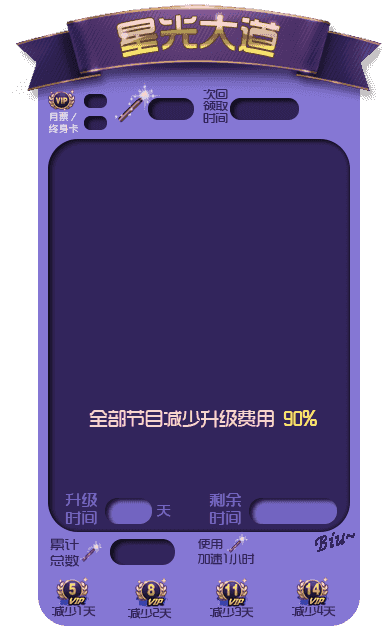 星光大道
VIP
月票/
终身卡
次回
领取
时间
全部节目减少升级费用 90%
升级
时间
天
剩余
时间
累计
总数
使用
加速1小时
Biu~
5
VIP
减少1天
8
VIP
减少2天
11
VIP
减少3天
14
VIP
减少4天